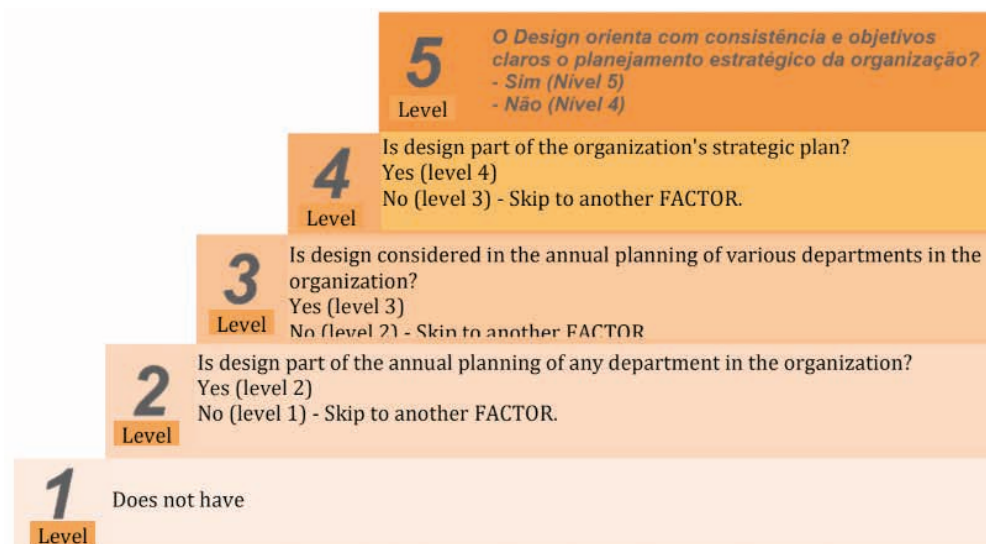 5
Level
O Design orienta com consistência e objetivos
claros o planejamento estratégico da organização?
- Sim (Nível 5)
- Não (Nível 4)
4
Level
Is design part of the organization's strategic plan?
Yes (level 4)
No (level 3) - Skip to another FACTOR.
3
Level
Is design considered in the annual planning of various departments in the
organization?
Yes (level 3)
No (level 2) - Skip to another FACTOR
2
Level
Is design part of the annual planning of any department in the organization?
Yes (level 2)
No (level 1) - Skip to another FACTOR.
1
Level
Does not have